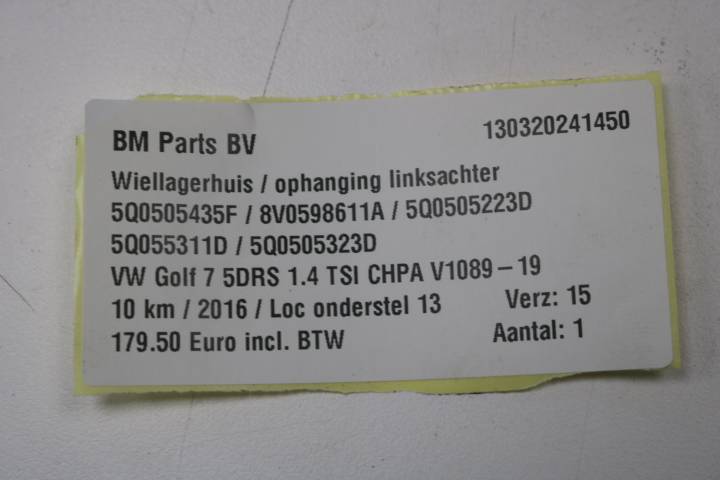 BM Parts BV 130320241450
Wiellagerhuis / ophanging linksachter
5Q0505435F / 8V0598611A / 5Q0505223D
5Q055311D / 5Q0505323D
VW Golf 7 5DRS 1.4 TSI CHPA V1089 – 19
10 km / 2016 / Loc onderstel 13 Verz: 15
179.50 Euro incl. BTW Aantal: 1